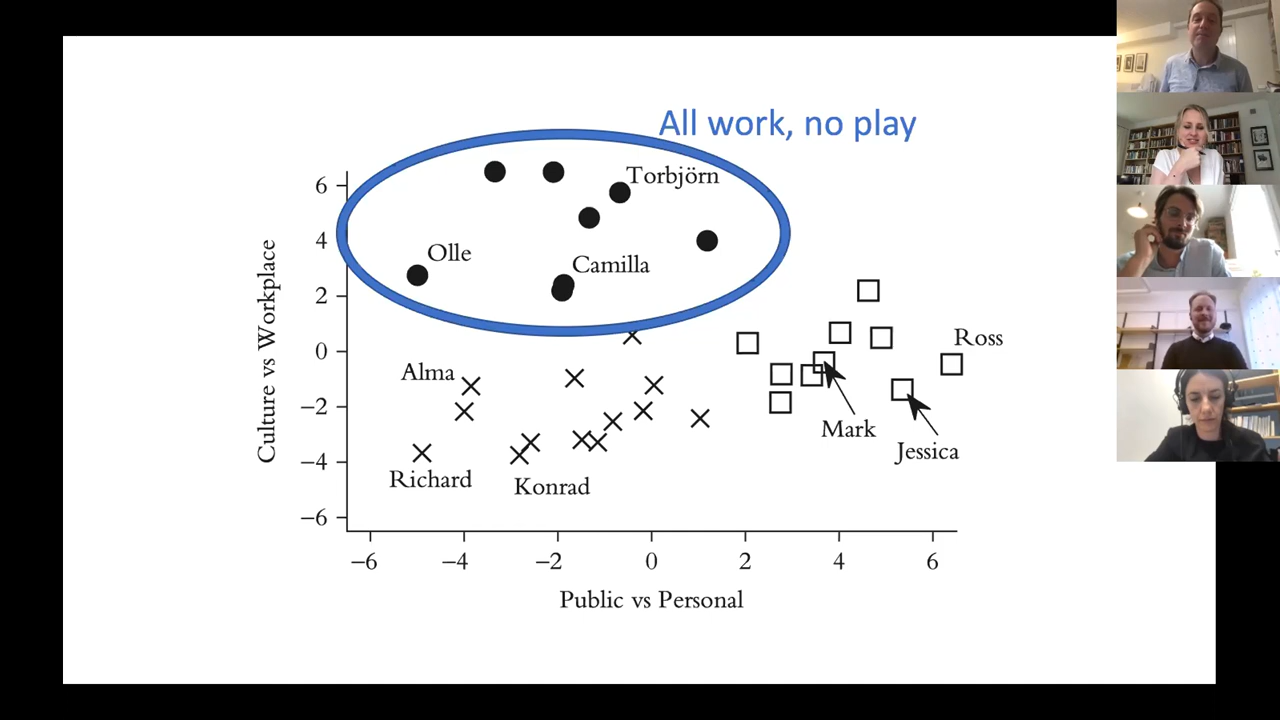 All work, no play
Torbjörn
Olle
Camilla
Ross
Alma
Mark
Jessica
Richard
Konrad
Culture vs Workplace
6
4
2
0
−2
−4
−6
−6
−4
−2
0
2
4
6
Public vs Personal